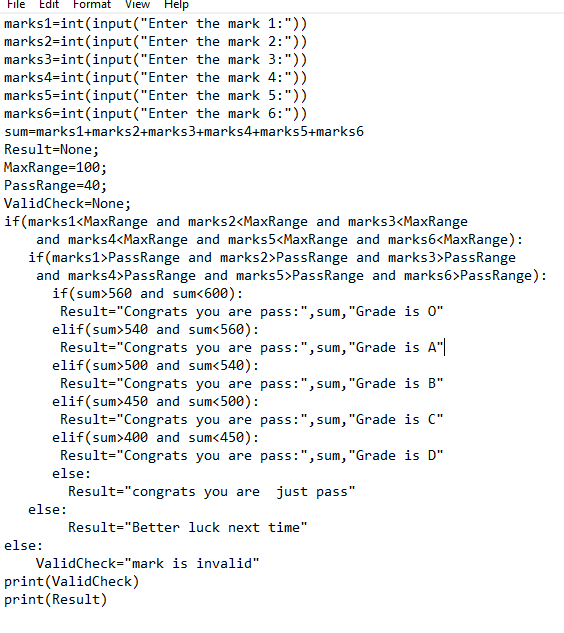 File Edit Format View Help
marks1=int(input("Enter the mark 1:"))
marks2=int(input("Enter the mark 2:"))
marks3=int(input("Enter the mark 3:"))
marks4=int(input("Enter the mark 4:"))
marks5=int(input("Enter the mark 5:"))
marks6=int(input("Enter the mark 6:"))
sum=marks1+marks2+marks3+marks4+marks5+marks6
Result=None;
MaxRange=100;
PassRange=40;
ValidCheck=None;
if(marks1<MaxRange and marks2<MaxRange and marks3<MaxRange
    and marks4<MaxRange and marks5<MaxRange and marks6<MaxRange):
   if(marks1>PassRange and marks2>PassRange and marks3>PassRange
    and marks4>PassRange and marks5>PassRange and marks6>PassRange):
      if(sum>560 and sum<600):
       Result="Congrats you are pass:",sum,"Grade is O"
      elif(sum>540 and sum<560):
       Result="Congrats you are pass:",sum,"Grade is A"
      elif(sum>500 and sum<540):
       Result="Congrats you are pass:",sum,"Grade is B"
      elif(sum>450 and sum<500):
       Result="Congrats you are pass:",sum,"Grade is C"
      elif(sum>400 and sum<450):
       Result="Congrats you are pass:",sum,"Grade is D"
      else:
        Result="congrats you are  just pass"
   else:
        Result="Better luck next time"
else:
    ValidCheck="mark is invalid"
print(ValidCheck)
print(Result)